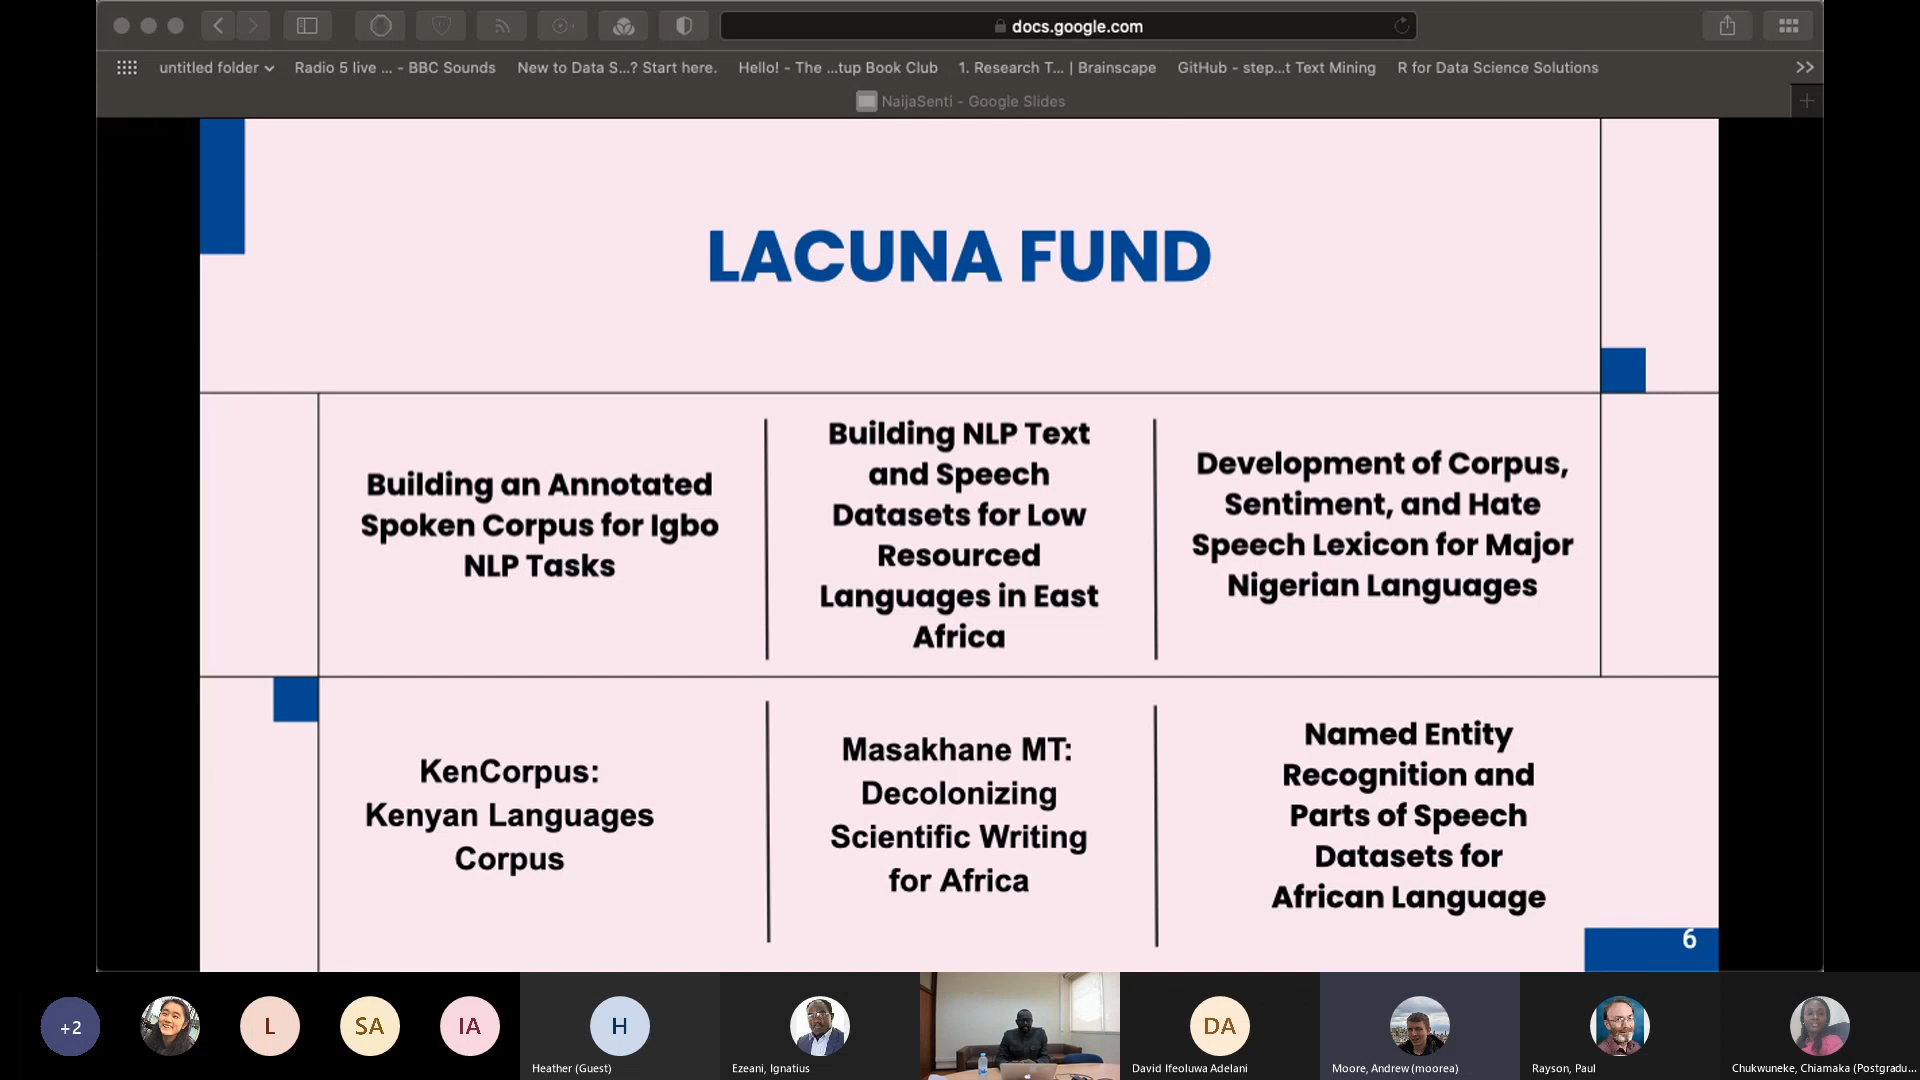 docs.google.com
untitled folder
Radio 5 live ... - BBC Sounds
New to Data S...? Start here.
Hello! - The ...tup Book Club
1. Research T... | Brainscape
GitHub - step...t Text Mining
R for Data Science Solutions
NaijaSenti - Google Slides
LACUNA FUND
Building an Annotated
Spoken Corpus for Igbo
NLP Tasks
Building NLP Text
and Speech
Datasets for Low
Resourced
Languages in East
Africa
Development of Corpus,
Sentiment, and Hate
Speech Lexicon for Major
Nigerian Languages
KenCorpus:
Kenyan Languages
Corpus
Masakhane MT:
Decolonizing
Scientific Writing
for Africa
Named Entity
Recognition and
Parts of Speech
Datasets for
African Language
6
+2
L
SA
IA
H
Heather (Guest)
Ezeani, Ignatius
DA
David Ifeoluwa Adelani
Moore, Andrew (moorea)
Rayson, Paul
Chukwuneke, Chiamaka (Postgradu...